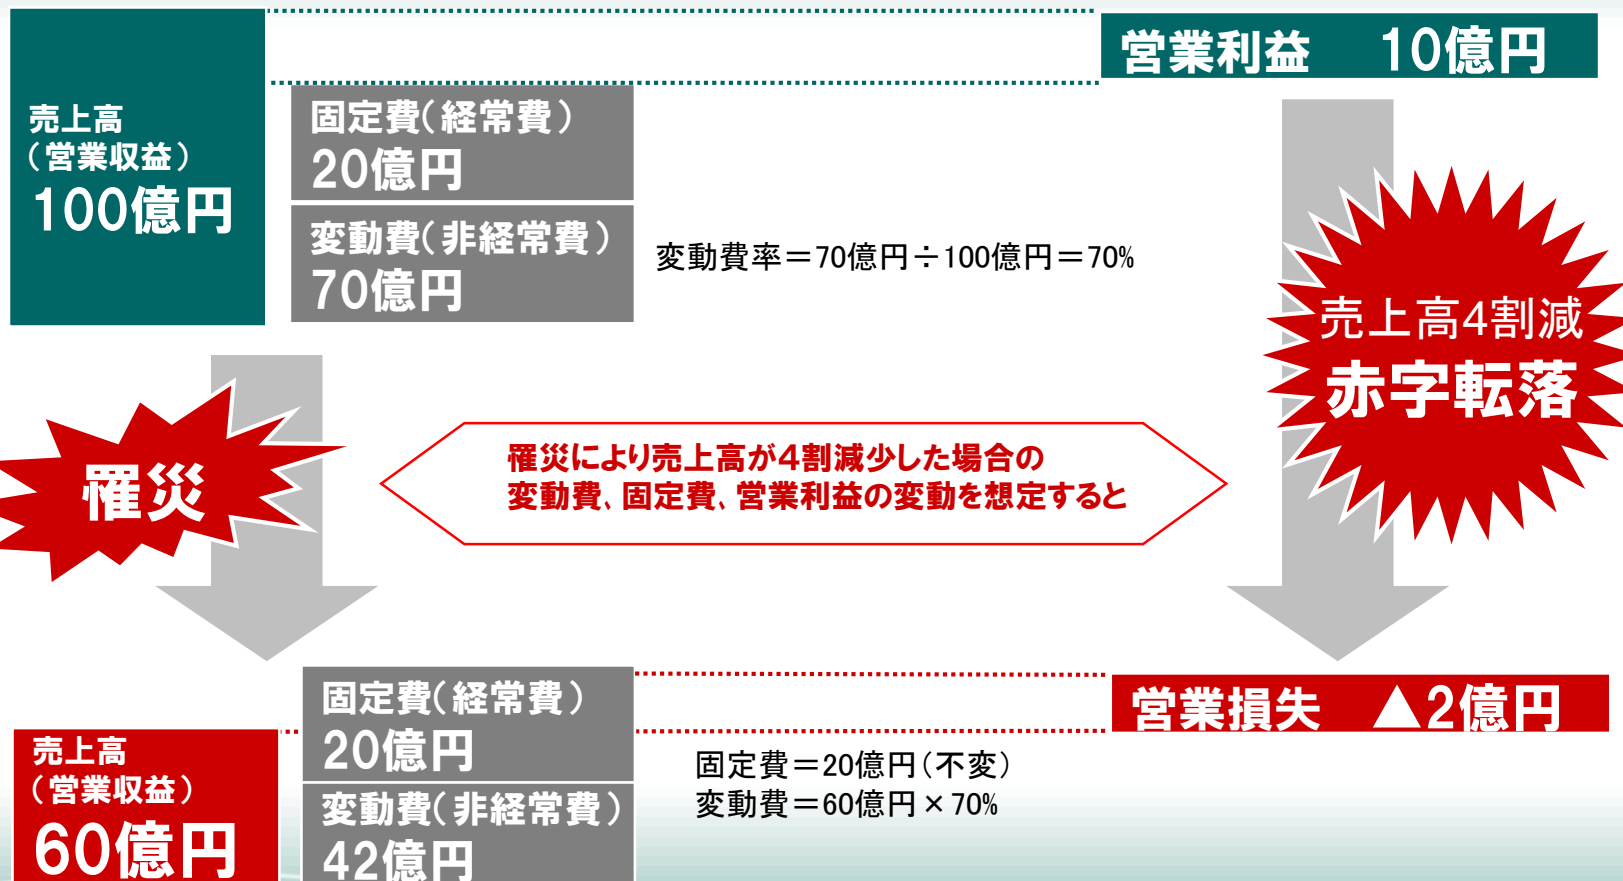 売上高
（営業収益）
100億円
固定費（経常費）
20億円
変動費（非経常費）
70億円
変動費率＝70億円÷100億円＝70%
営業利益　10億円
売上高4割減
赤字転落
罹災
罹災により売上高が４割減少した場合の
変動費、固定費、営業利益の変動を想定すると
売上高
（営業収益）
60億円
固定費（経常費）
20億円
変動費（非経常費）
42億円
固定費＝20億円（不変）
変動費＝60億円×70%
営業損失　▲2億円